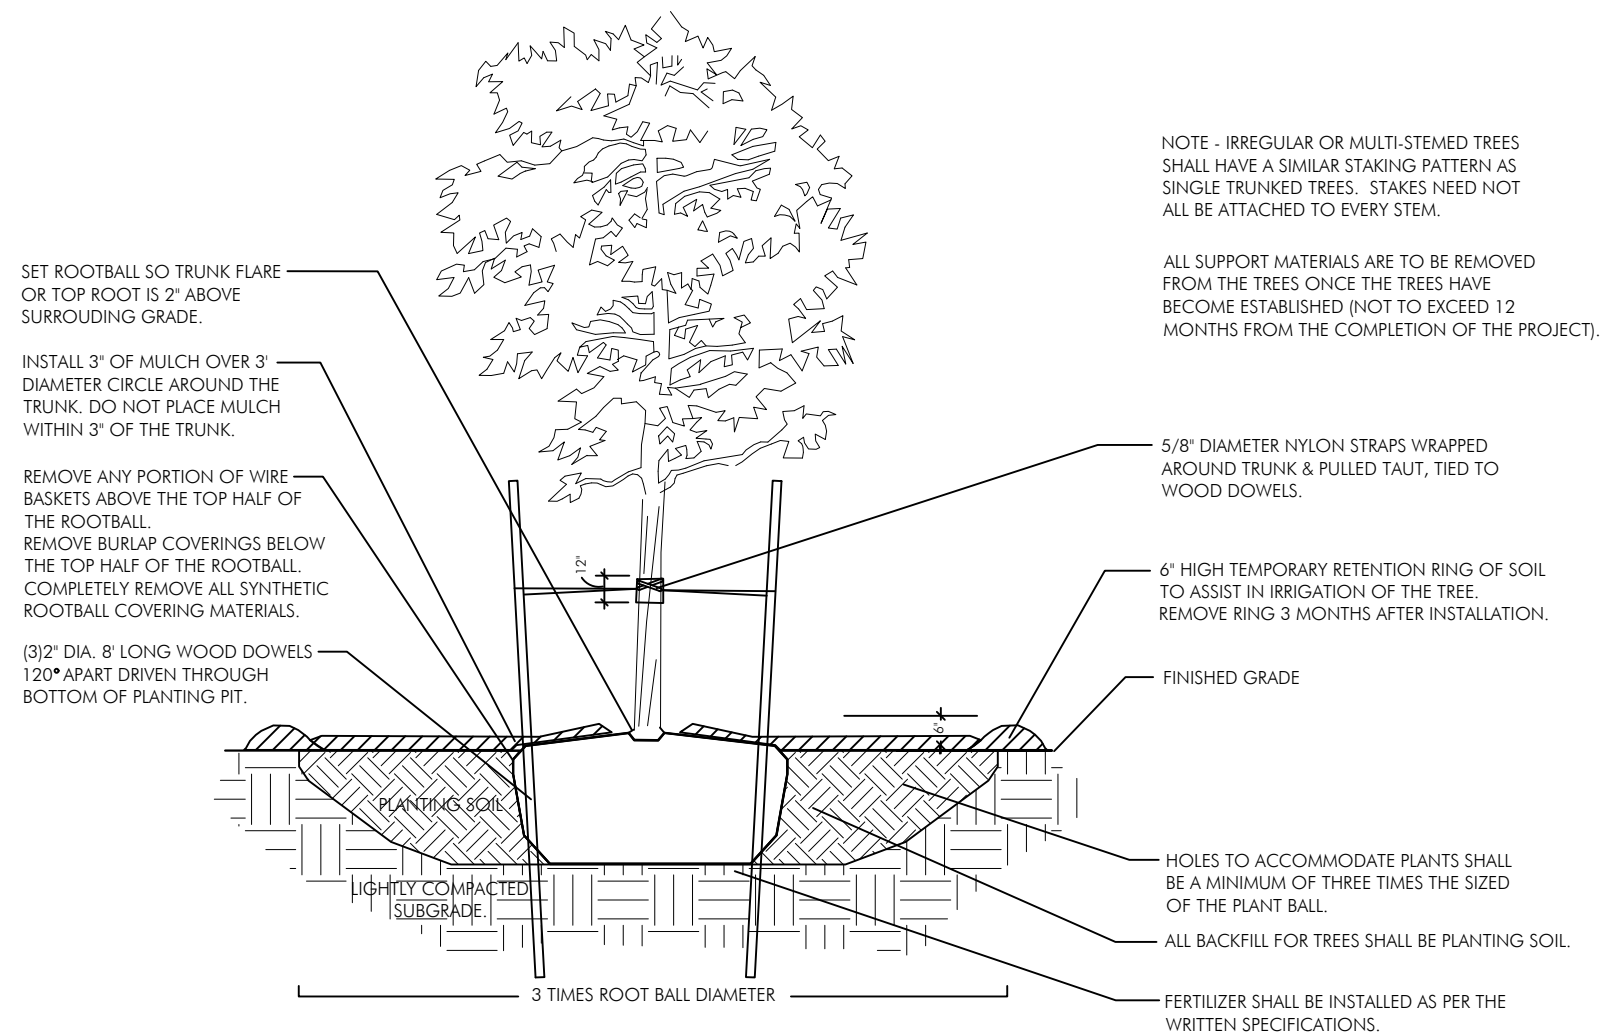 NOTE - IRREGULAR OR MULTI-STEMED TREES
SHALL HAVE A SIMILAR STAKING PATTERN AS
SINGLE TRUNKED TREES.  STAKES NEED NOT
ALL BE ATTACHED TO EVERY STEM.
ALL SUPPORT MATERIALS ARE TO BE REMOVED
FROM THE TREES ONCE THE TREES HAVE
BECOME ESTABLISHED (NOT TO EXCEED 12
MONTHS FROM THE COMPLETION OF THE PROJECT).
SET ROOTBALL SO TRUNK FLARE
OR TOP ROOT IS 2" ABOVE
SURROUDING GRADE.
INSTALL 3" OF MULCH OVER 3'
DIAMETER CIRCLE AROUND THE
TRUNK. DO NOT PLACE MULCH
WITHIN 3" OF THE TRUNK.
REMOVE ANY PORTION OF WIRE
BASKETS ABOVE THE TOP HALF OF
THE ROOTBALL.
REMOVE BURLAP COVERINGS BELOW
THE TOP HALF OF THE ROOTBALL.
COMPLETELY REMOVE ALL SYNTHETIC
ROOTBALL COVERING MATERIALS.
(3)2" DIA. 8' LONG WOOD DOWELS
120° APART DRIVEN THROUGH
BOTTOM OF PLANTING PIT.
12"
5/8" DIAMETER NYLON STRAPS WRAPPED
AROUND TRUNK & PULLED TAUT, TIED TO
WOOD DOWELS.
6" HIGH TEMPORARY RETENTION RING OF SOIL
TO ASSIST IN IRRIGATION OF THE TREE.
REMOVE RING 3 MONTHS AFTER INSTALLATION.
FINISHED GRADE
6"
PLANTING SOIL
LIGHTLY COMPACTED
SUBGRADE.
HOLES TO ACCOMMODATE PLANTS SHALL
BE A MINIMUM OF THREE TIMES THE SIZED
OF THE PLANT BALL.
ALL BACKFILL FOR TREES SHALL BE PLANTING SOIL.
3 TIMES ROOT BALL DIAMETER
FERTILIZER SHALL BE INSTALLED AS PER THE
WRITTEN SPECIFICATIONS.